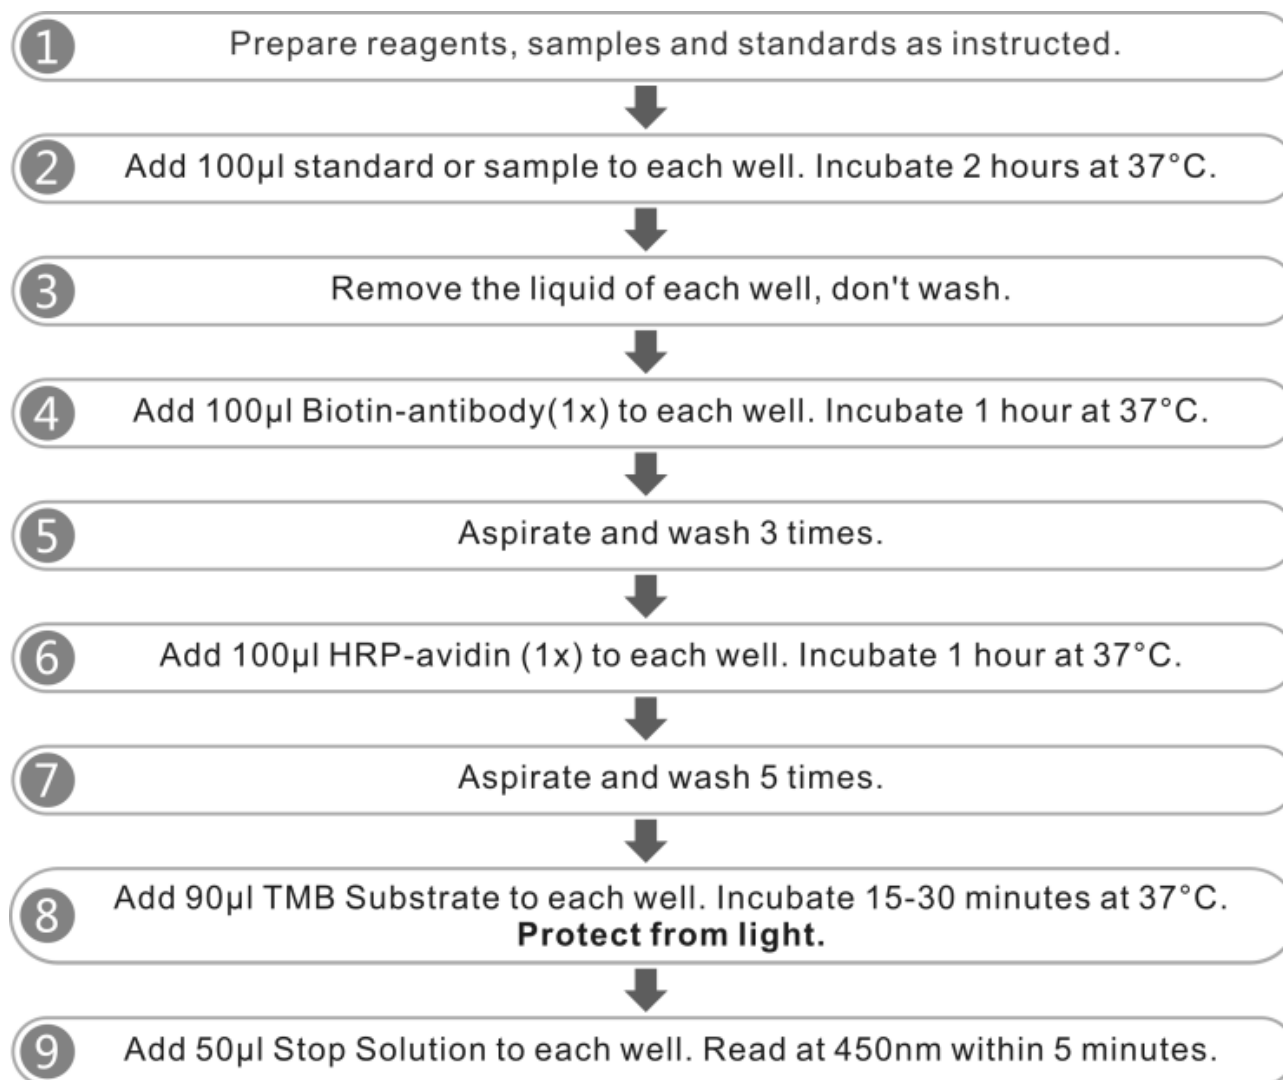 1 Prepare reagents, samples and standards as instructed.
2 Add 100µl standard or sample to each well. Incubate 2 hours at 37°C.
3 Remove the liquid of each well, don't wash.
4 Add 100µl Biotin-antibody(1x) to each well. Incubate 1 hour at 37°C.
5 Aspirate and wash 3 times.
6 Add 100µl HRP-avidin (1x) to each well. Incubate 1 hour at 37°C.
7 Aspirate and wash 5 times.
8 Add 90µl TMB Substrate to each well. Incubate 15-30 minutes at 37°C.
Protect from light.
9 Add 50µl Stop Solution to each well. Read at 450nm within 5 minutes.